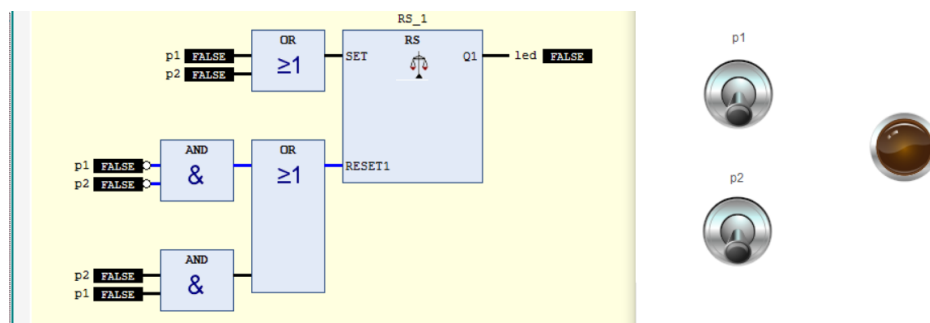 RS_1
OR
RS
p1 FALSE
≥1
SET
Q1
led FALSE
p2 FALSE
p1
AND
OR
p1 FALSE
&
≥1
RESET1
p2 FALSE
p2
AND
p2 FALSE
&
p1 FALSE